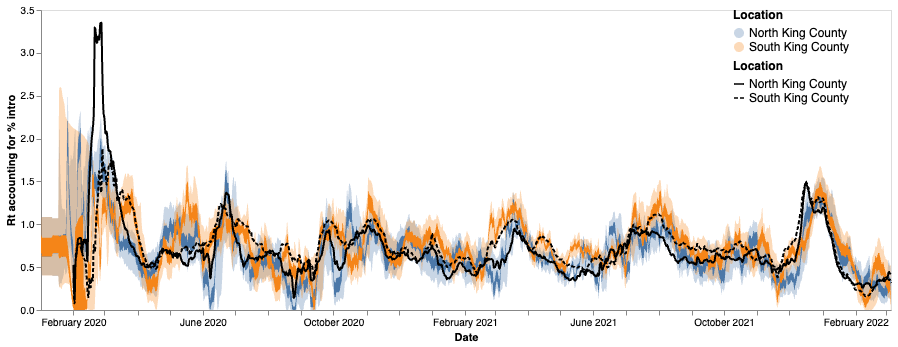 3.5
3.0
2.5
2.0
1.5
1.0
0.5
0.0
Rt accounting for % intro
Location
North King County
South King County
Location
North King County
South King County
February 2020
June 2020
October 2020
February 2021
June 2021
October 2021
February 2022
Date